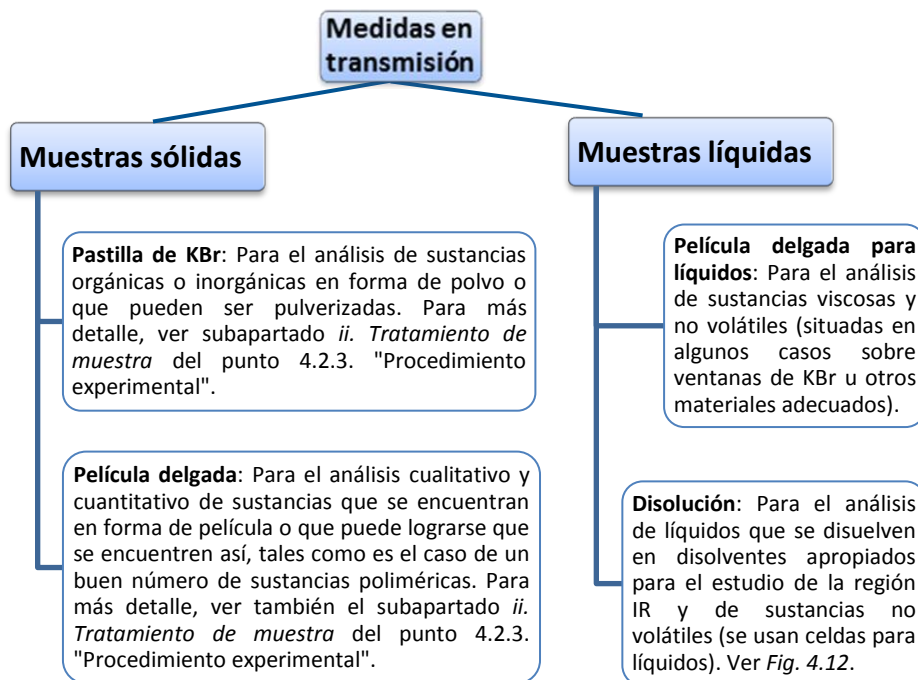 Medidas en
transmisión
Muestras sólidas
Pastilla de KBr: Para el análisis de sustancias
orgánicas o inorgánicas en forma de polvo o
que pueden ser pulverizadas. Para más
detalle, ver subapartado ii. Tratamiento de
muestra del punto 4.2.3. "Procedimiento
experimental".
Película delgada: Para el análisis cualitativo y
cuantitativo de sustancias que se encuentran
en forma de película o que puede lograrse que
se encuentren así, tales como es el caso de un
buen número de sustancias poliméricas. Para
más detalle, ver también el subapartado ii.
Tratamiento de muestra del punto 4.2.3.
"Procedimiento experimental".
Muestras líquidas
Película delgada para
líquidos: Para el análisis
de sustancias viscosas y
no volátiles (situadas en
algunos casos sobre
ventanas de KBr u otros
materiales adecuados).
Disolución: Para el análisis
de líquidos que se disuelven
en disolventes apropiados
para el estudio de la región
IR y de sustancias no
volátiles (se usan celdas para
líquidos). Ver Fig. 4.12.